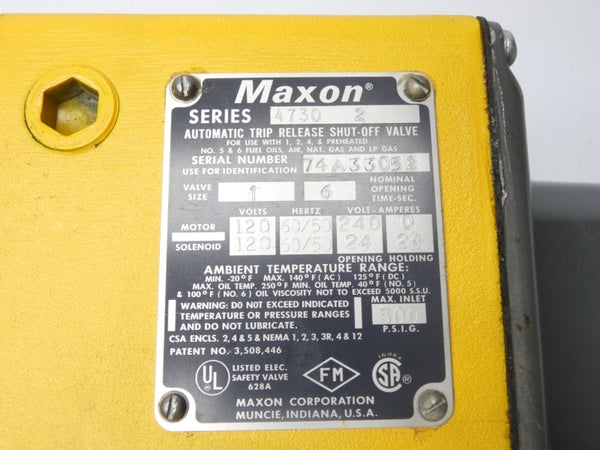 Maxon®
SERIES 4730 2
AUTOMATIC TRIP RELEASE SHUT-OFF VALVE
FOR USE WITH 1, 2, 4, & PREHEATED
NO. 5 & 6 FUEL OILS, AIR, NAT. GAS AND LP GAS
SERIAL NUMBER
USE FOR IDENTIFICATION 74A33052
VALVE SIZE 1 6 NOMINAL OPENING TIME-SEC.
VOLTS HERTZ VOLT-AMPERES
MOTOR 120 60/50 240 0
SOLENOID 120 60/50 24 24
OPENING HOLDING
AMBIENT TEMPERATURE RANGE:
MIN. -20°F MAX. 140°F (AC) 125°F (DC)
MAX. OIL TEMP. 250°F MIN. OIL TEMP. 40°F (NO. 5)
& 100°F (NO. 6) OIL VISCOSITY NOT TO EXCEED 5000 S.S.U.
WARNING: DO NOT EXCEED INDICATED
TEMPERATURE OR PRESSURE RANGES
AND DO NOT LUBRICATE.
MAX. INLET
P.S.I.G.
CSA ENCLS. 2, 4 & 5 & NEMA 1, 2, 3, 3R, 4 & 12
PATENT NO. 3,508,446
UL LISTED ELEC. SAFETY VALVE 628A
FM
SA
MAXON CORPORATION
MUNCIE, INDIANA, U.S.A.